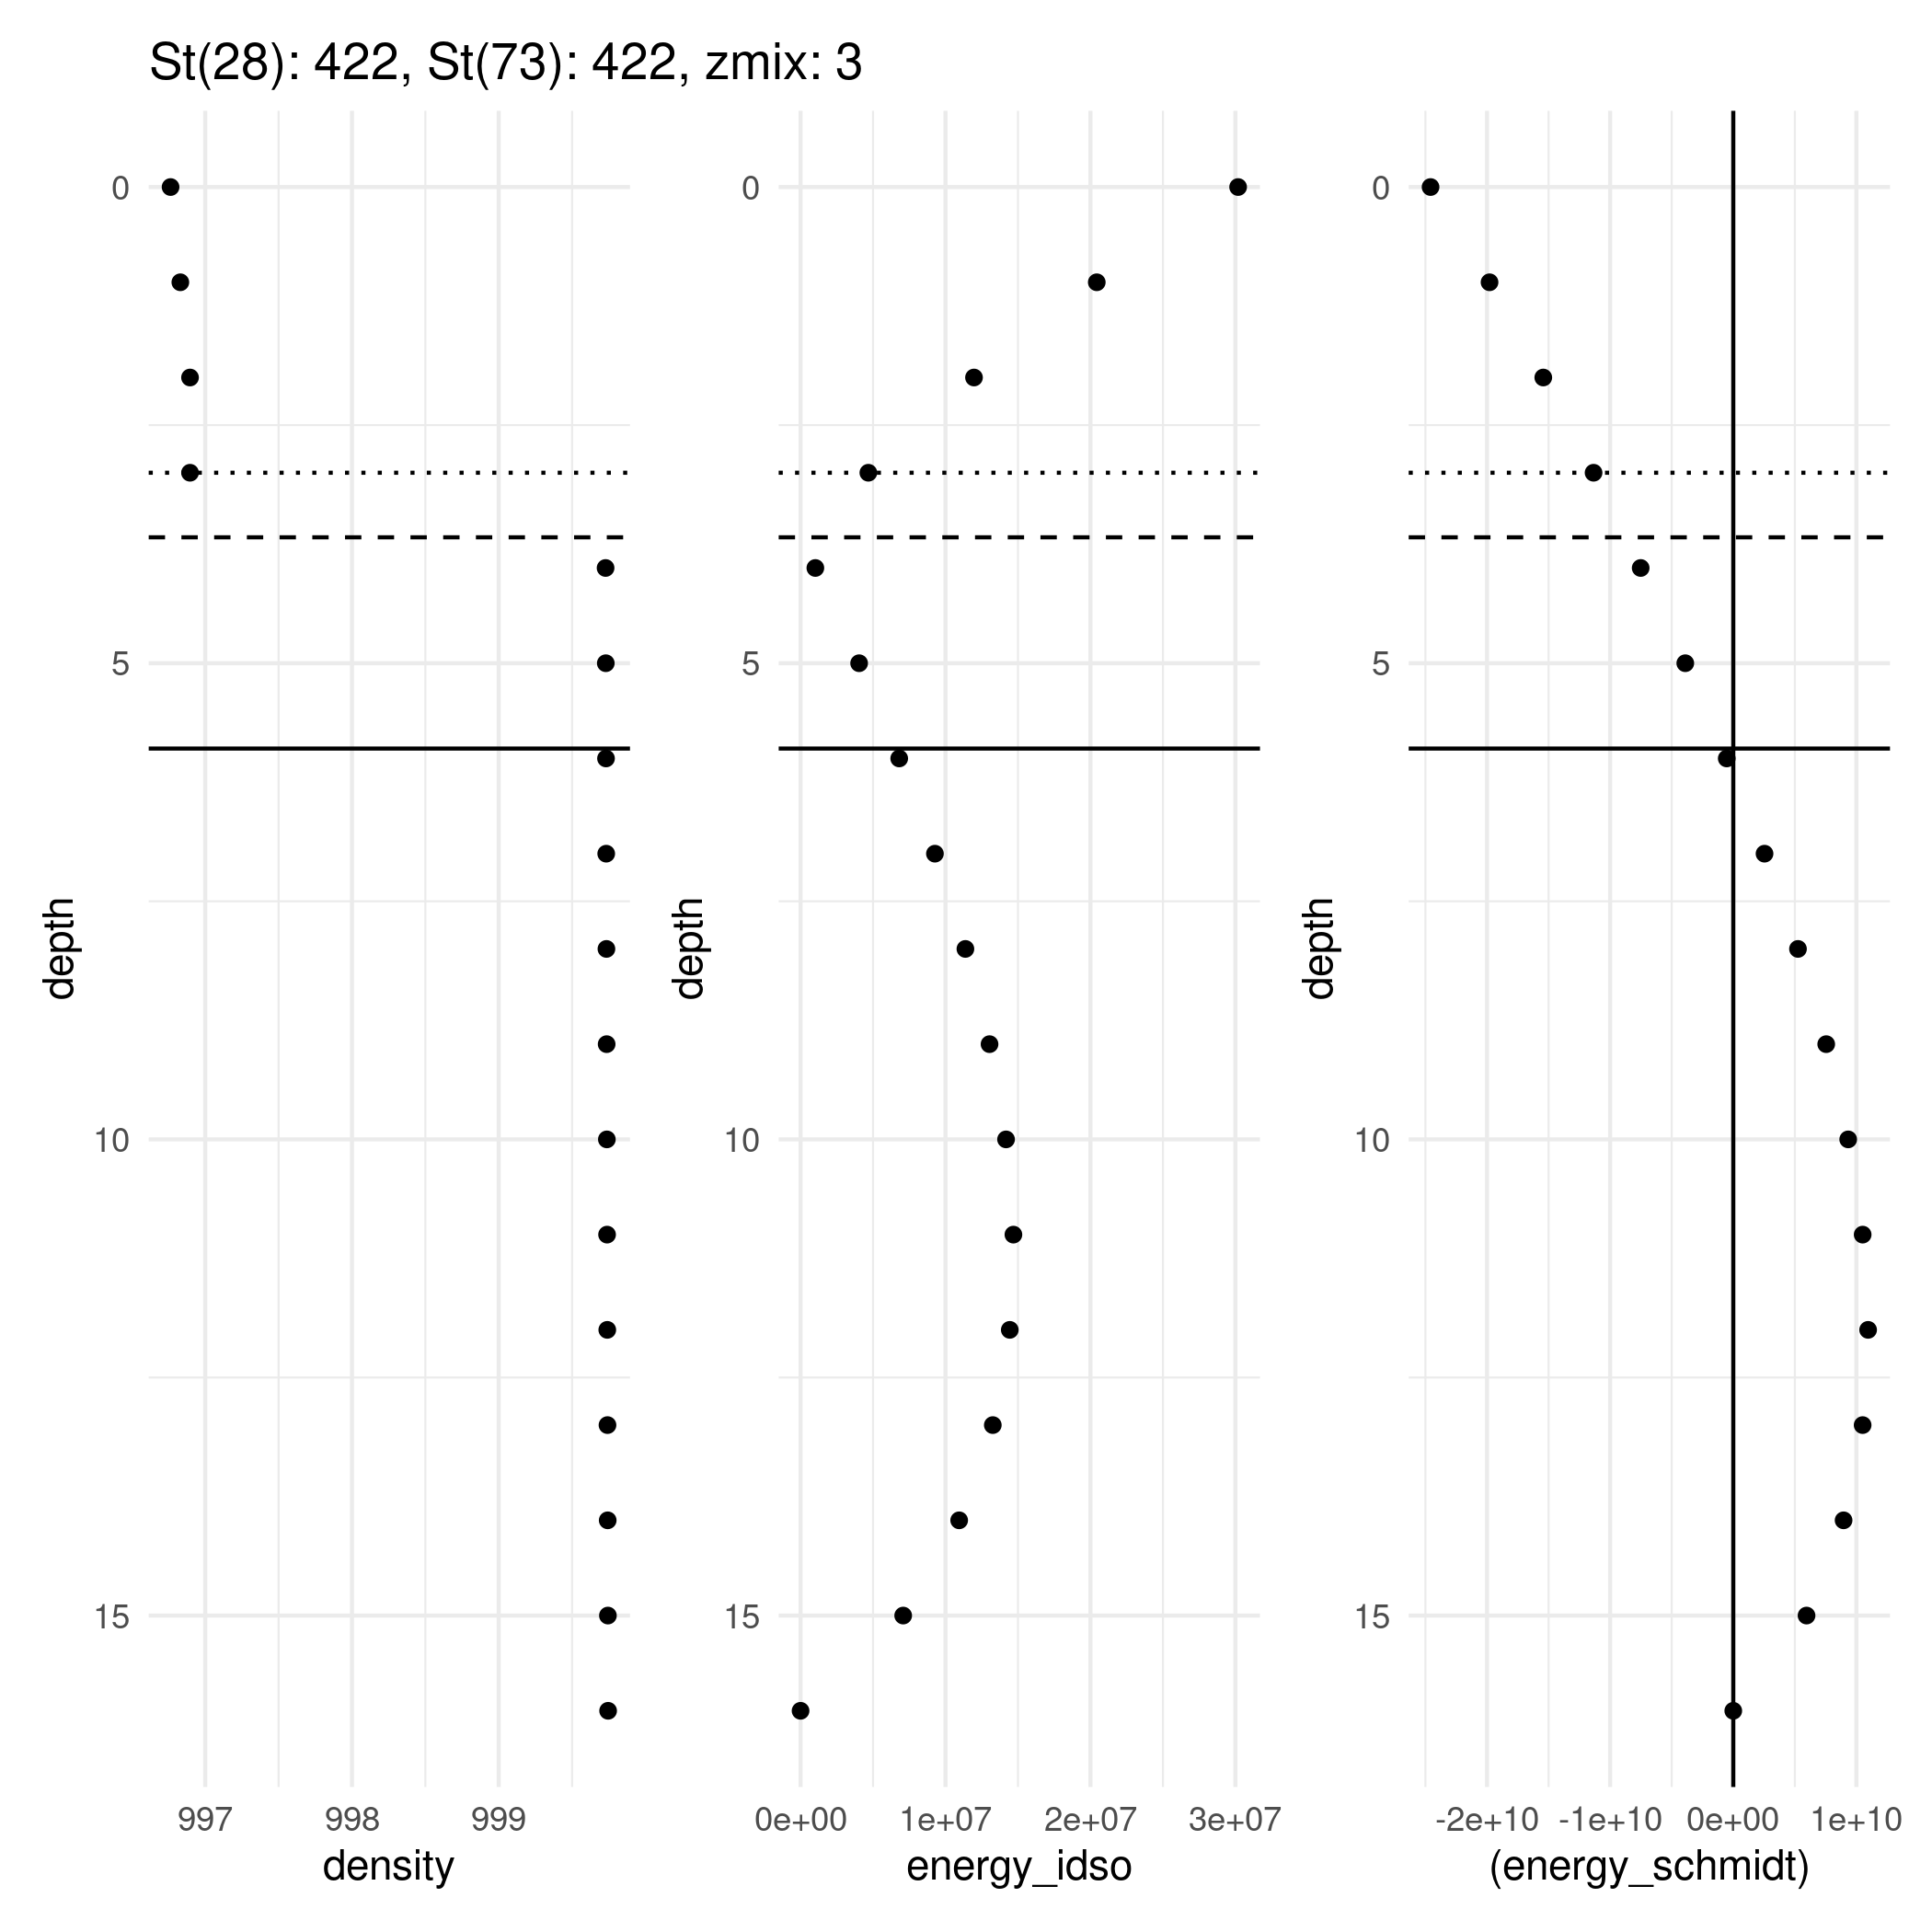 St(28): 422, St(73): 422, zmix: 3
depth
0
5
10
15
997
998
999
density
depth
0
5
10
15
0e+00
1e+07
2e+07
3e+07
energy_idso
depth
0
5
10
15
-2e+10
-1e+10
0e+00
1e+10
(energy_schmidt)